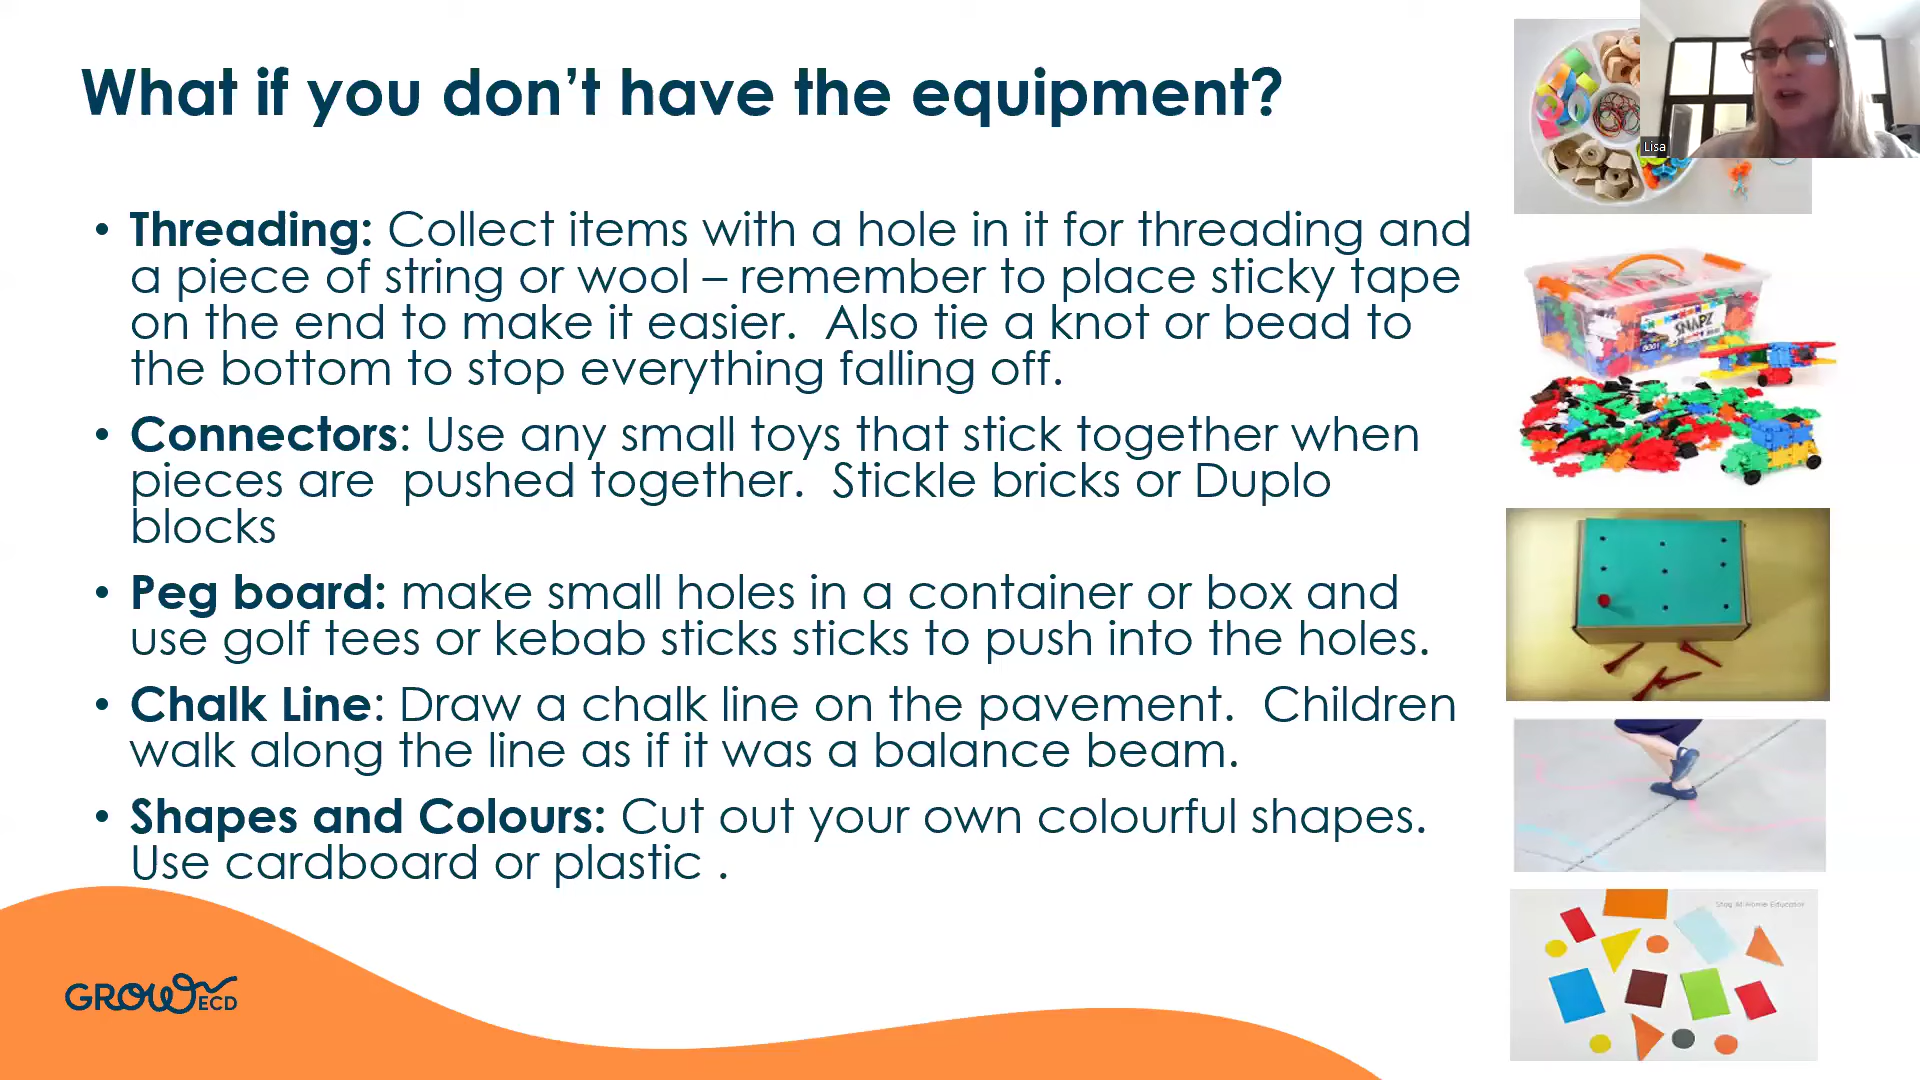 What if you don't have the equipment?
Lisa
• Threading: Collect items with a hole in it for threading and
a piece of string or wool – remember to place sticky tape
on the end to make it easier.  Also tie a knot or bead to
the bottom to stop everything falling off.
• Connectors: Use any small toys that stick together when
pieces are  pushed together.  Stickle bricks or Duplo
blocks
• Peg board: make small holes in a container or box and
use golf tees or kebab sticks sticks to push into the holes.
• Chalk Line: Draw a chalk line on the pavement.  Children
walk along the line as if it was a balance beam.
• Shapes and Colours: Cut out your own colourful shapes.
Use cardboard or plastic .
SNAPZ
Stay At Home Educator
GROW ECD